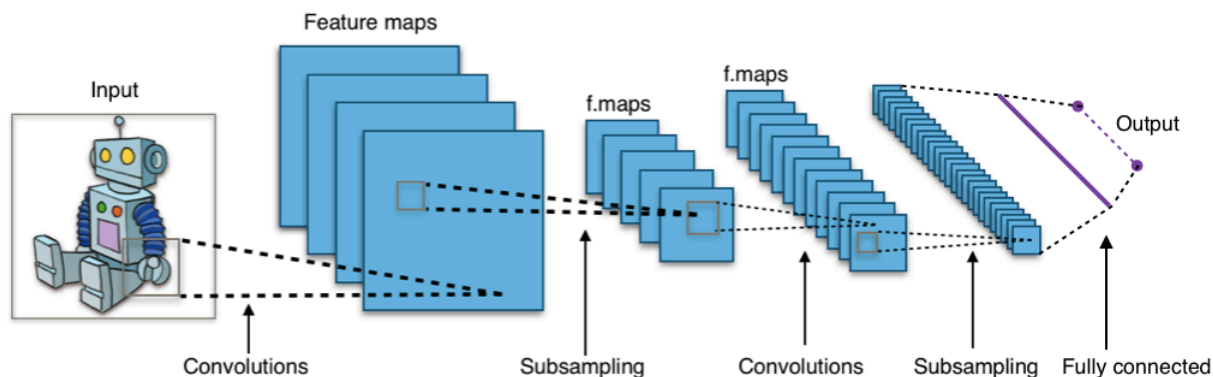 Feature maps
Input
f.maps
f.maps
Output
Convolutions
Subsampling
Convolutions
Subsampling
Fully connected